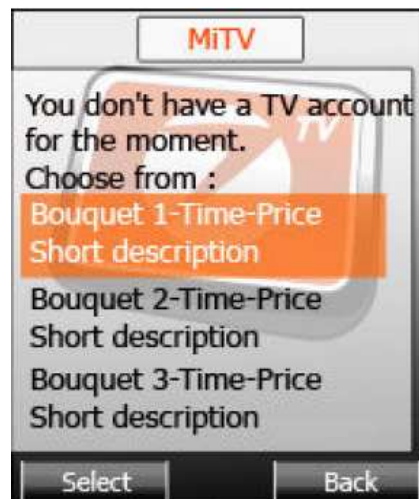 MiTV
TV
You don't have a TV account
for the moment.
Choose from :
Bouquet 1-Time-Price
Short description
Bouquet 2-Time-Price
Short description
Bouquet 3-Time-Price
Short description
Select
Back